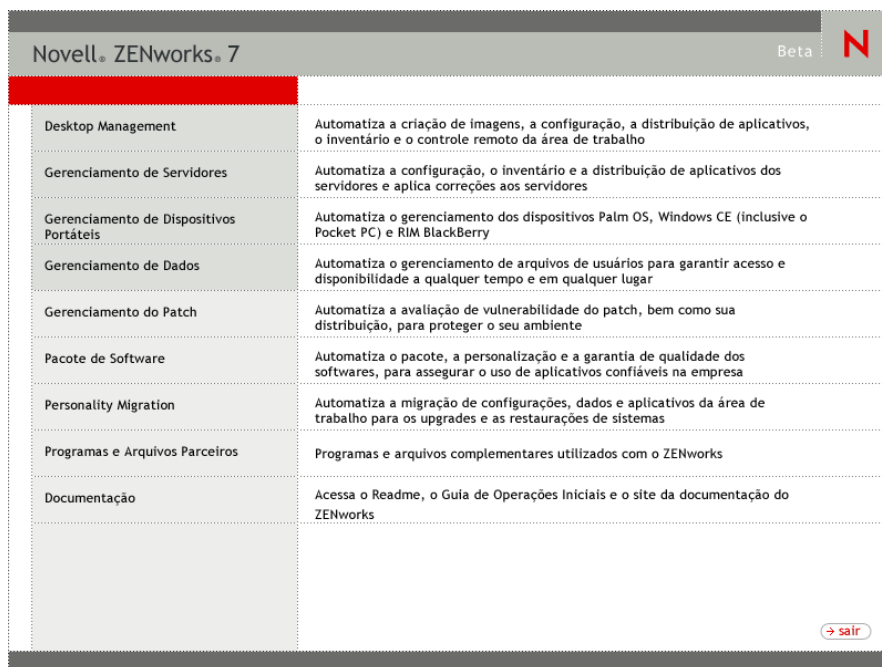 Novell® ZENworks® 7
Beta
N
Desktop Management
Automatiza a criação de imagens, a configuração, a distribuição de aplicativos,
o inventário e o controle remoto da área de trabalho
Gerenciamento de Servidores
Automatiza a configuração, o inventário e a distribuição de aplicativos dos
servidores e aplica correções aos servidores
Gerenciamento de Dispositivos
Portáteis
Automatiza o gerenciamento dos dispositivos Palm OS, Windows CE (inclusive o
Pocket PC) e RIM BlackBerry
Gerenciamento de Dados
Automatiza o gerenciamento de arquivos de usuários para garantir acesso e
disponibilidade a qualquer tempo e em qualquer lugar
Gerenciamento do Patch
Automatiza a avaliação de vulnerabilidade do patch, bem como sua
distribuição, para proteger o seu ambiente
Pacote de Software
Automatiza o pacote, a personalização e a garantia de qualidade dos
softwares, para assegurar o uso de aplicativos confiáveis na empresa
Personality Migration
Automatiza a migração de configurações, dados e aplicativos da área de
trabalho para os upgrades e as restaurações de sistemas
Programas e Arquivos Parceiros
Programas e arquivos complementares utilizados com o ZENworks
Documentação
Acessa o Readme, o Guia de Operações Iniciais e o site da documentação do
ZENworks
→ sair